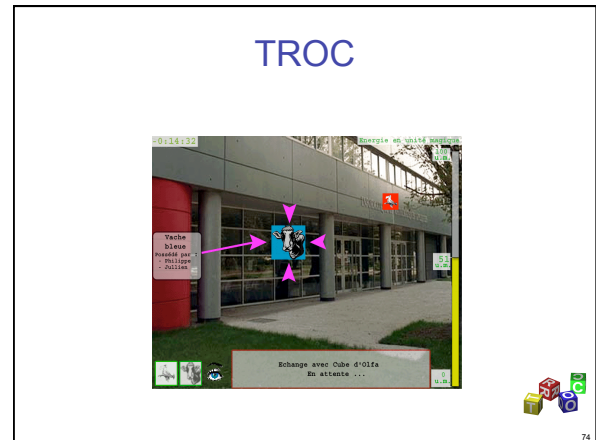 TROC
-0:14:32
Energie en unité magique
100
u.m.
Vache
bleue
Possédé par :
- Philippe
- Jullien
51
u.m.
Echange avec Cube d'Olfa
En attente ...
0
u.m.
T R O C
74